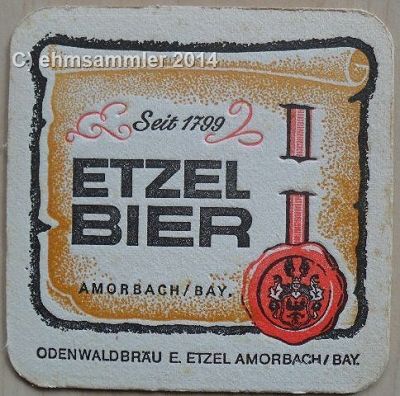 C. ehmsammler 2014
Seit 1799
ETZEL
BIER
AMORBACH/BAY.
ODENWALDBRÄU E. ETZEL AMORBACH/BAY.